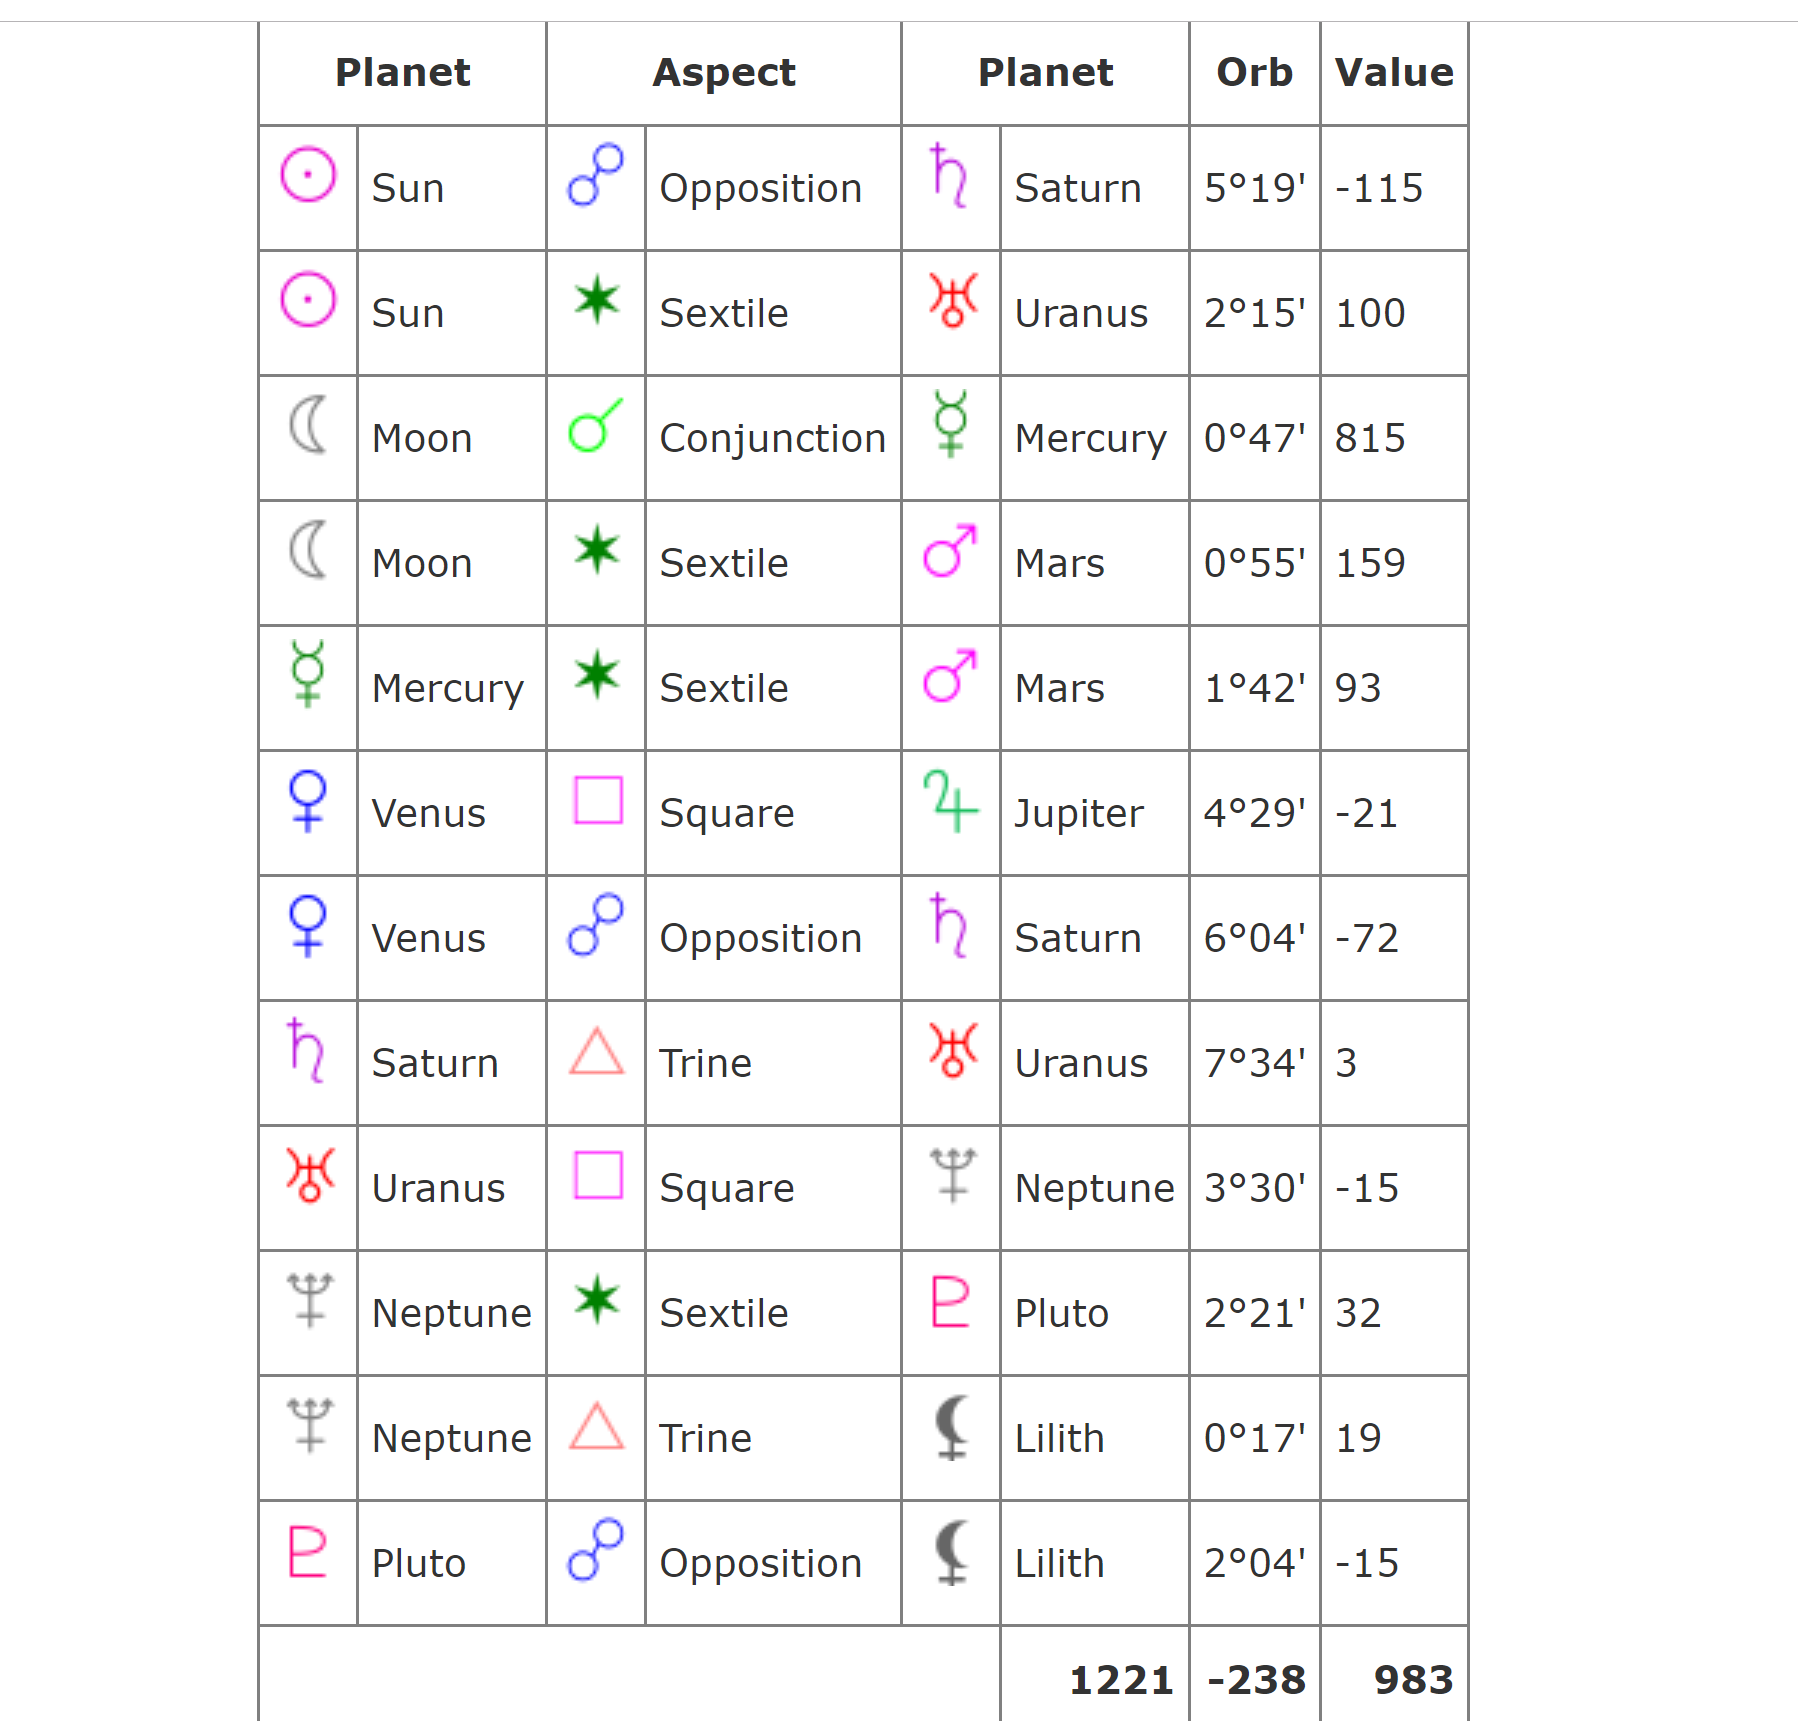 Planet Aspect Planet Orb Value
Sun Opposition Saturn 5°19' -115
Sun Sextile Uranus 2°15' 100
Moon Conjunction Mercury 0°47' 815
Moon Sextile Mars 0°55' 159
Mercury Sextile Mars 1°42' 93
Venus Square Jupiter 4°29' -21
Venus Opposition Saturn 6°04' -72
Saturn Trine Uranus 7°34' 3
Uranus Square Neptune 3°30' -15
Neptune Sextile Pluto 2°21' 32
Neptune Trine Lilith 0°17' 19
Pluto Opposition Lilith 2°04' -15
1221 -238 983